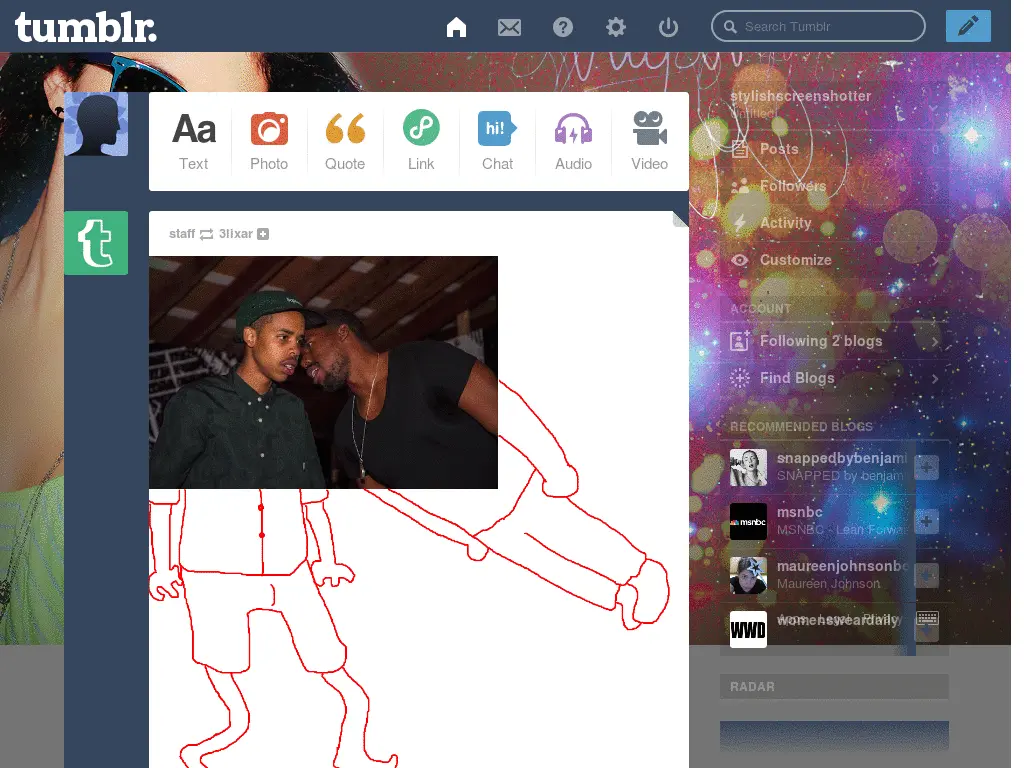 tumblr.
Search Tumblr
Aa
hi!
Text
Photo
Quote
Link
Chat
Audio
Video
staff 3lixar
stylishscreenshotter
Untitled
Posts
Followers
Activity
Customize
ACCOUNT
Following 2 blogs
Find Blogs
RECOMMENDED BLOGS
snappedbybenjami
SNAPPED by benjam
msnbc
msnbc
MSNBC - Lean Forwa
maureenjohnsonbo
Maureen Johnson
WWD
womensweardaily
RADAR